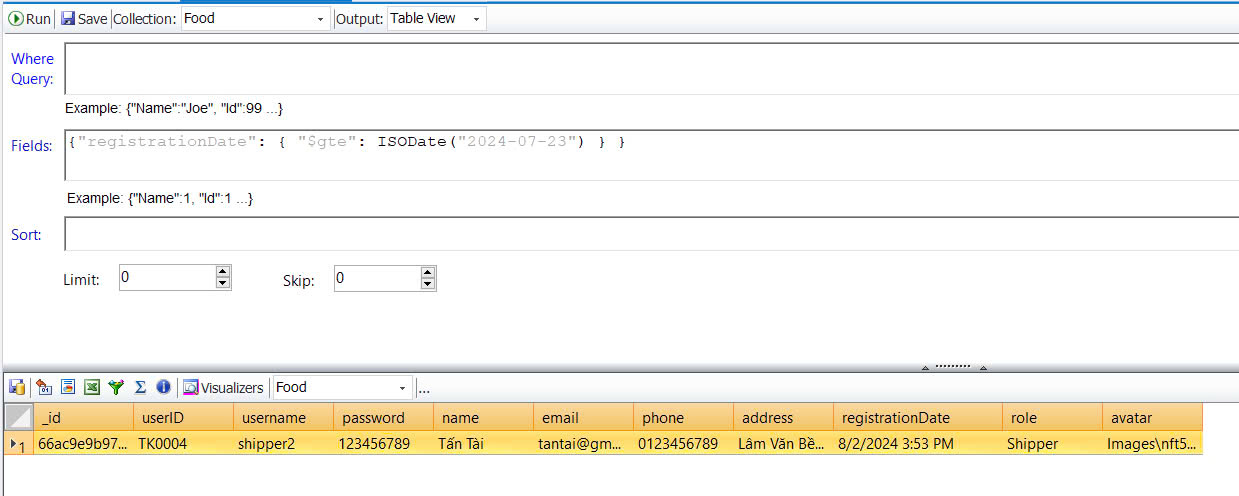 Run Save Collection: Food Output: Table View
Where
Query:
Example: {"Name":"Joe", "Id":99 ...}
Fields: {"registrationDate": { "$gte": ISODate("2024-07-23") } }
Example: {"Name":1, "Id":1 ...}
Sort:
Limit: 0 Skip: 0
Visualizers Food ...
_id userID username password name email phone address registrationDate role avatar
1 66ac9e9b97... TK0004 shipper2 123456789 Tấn Tài tantai@gm... 0123456789 Lâm Văn Bề... 8/2/2024 3:53 PM Shipper Images\nft5...